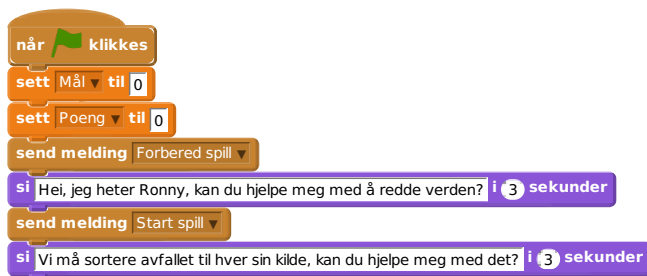 når klikkes
sett Mål til 0
sett Poeng til 0
send melding Forbered spill
si Hei, jeg heter Ronny, kan du hjelpe meg med å redde verden? i 3 sekunder
send melding Start spill
si Vi må sortere avfallet til hver sin kilde, kan du hjelpe meg med det? i 3 sekunder